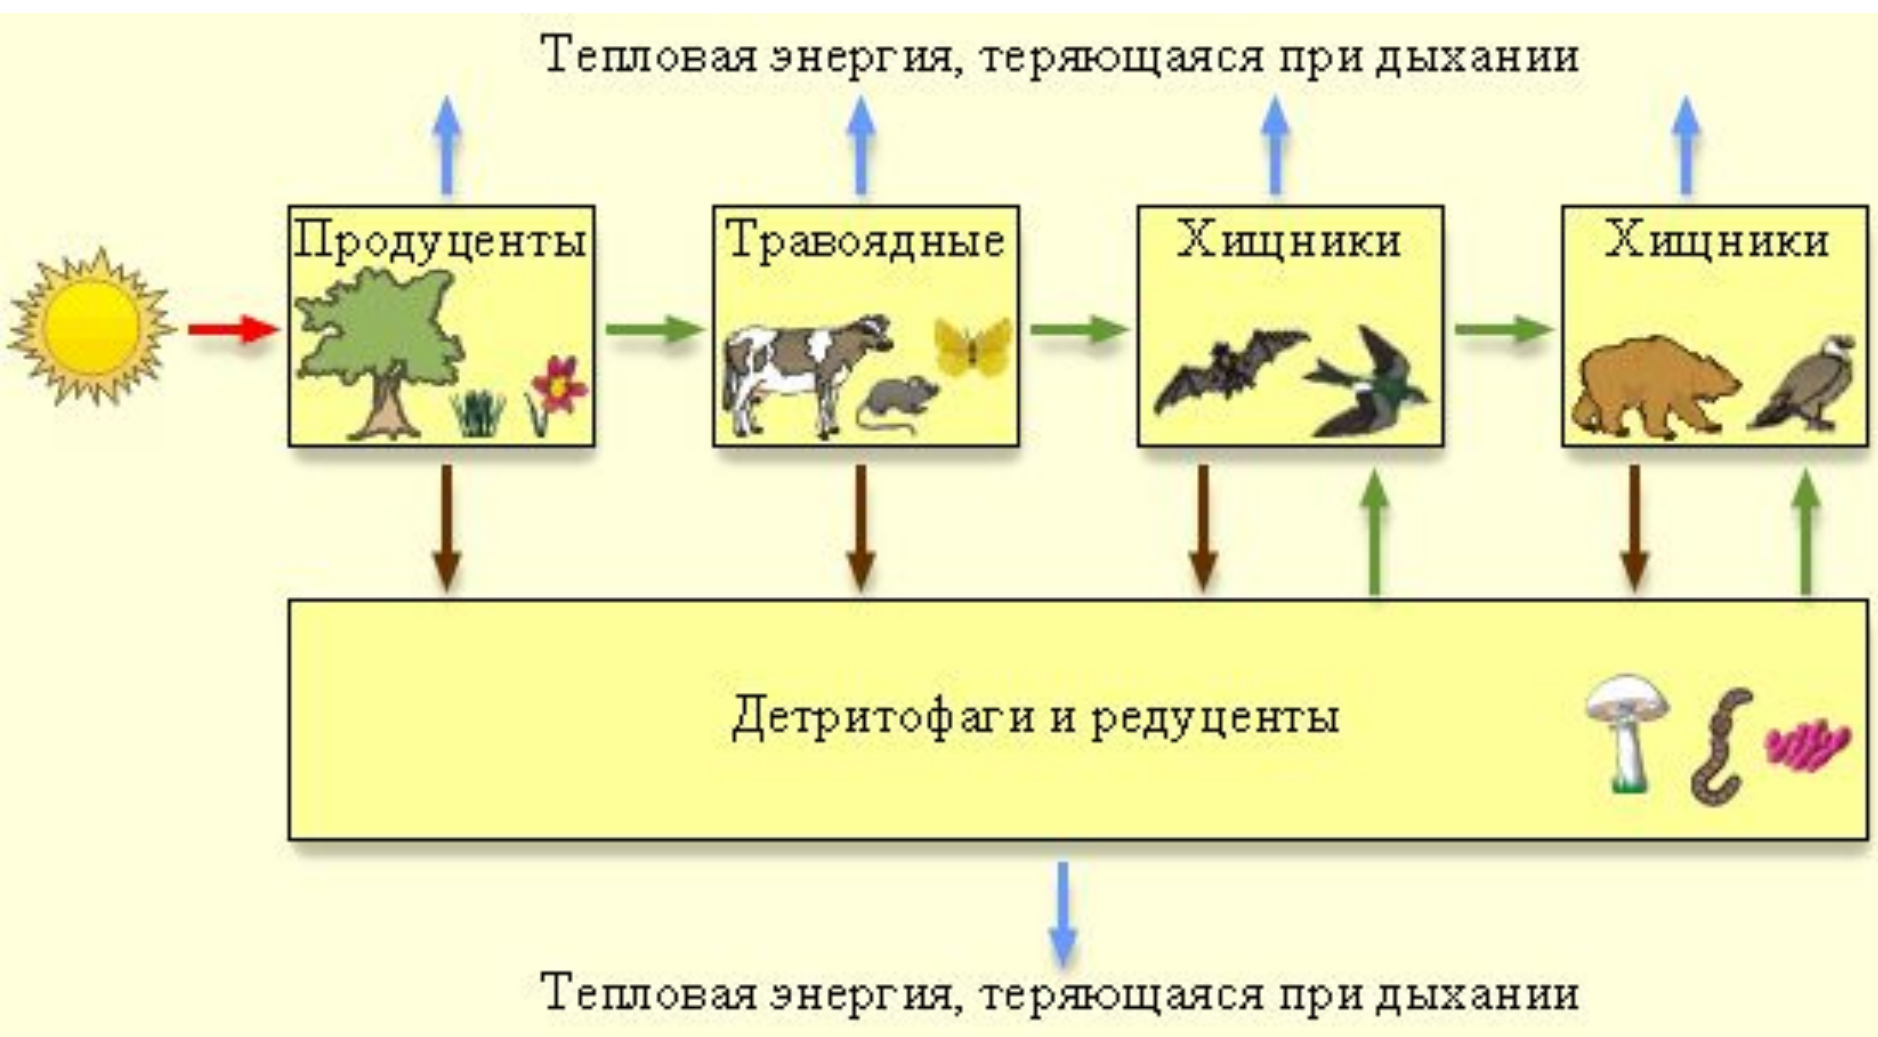 Тепловая энергия, теряющаяся при дыхании
Продуценты
Травоядные
Хищники
Хищники
Детритофаги и редуценты
Тепловая энергия, теряющаяся при дыхании